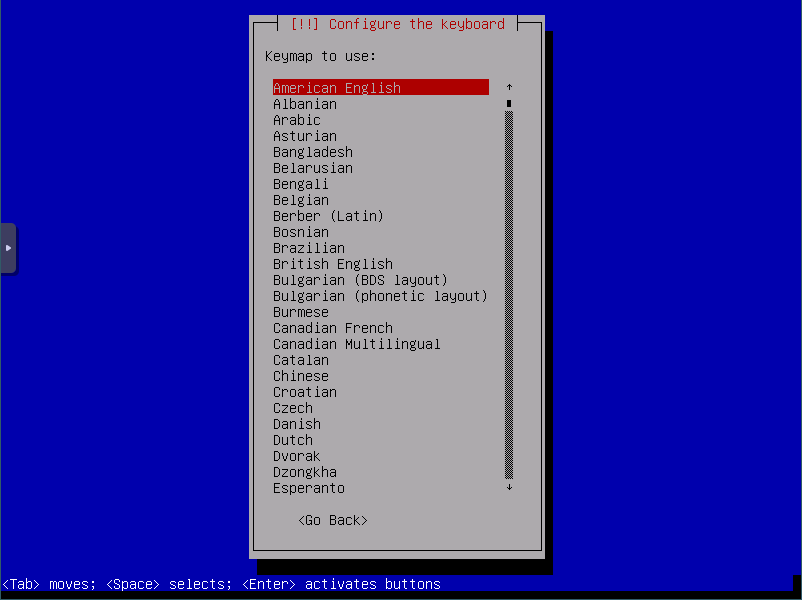 [!!] Configure the keyboard
Keymap to use:
American English
Albanian
Arabic
Asturian
Bangladesh
Belarusian
Bengali
Belgian
Berber (Latin)
Bosnian
Brazilian
British English
Bulgarian (BDS layout)
Bulgarian (phonetic layout)
Burmese
Canadian French
Canadian Multilingual
Catalan
Chinese
Croatian
Czech
Danish
Dutch
Dvorak
Dzongkha
Esperanto
<Go Back>
<Tab> moves; <Space> selects; <Enter> activates buttons